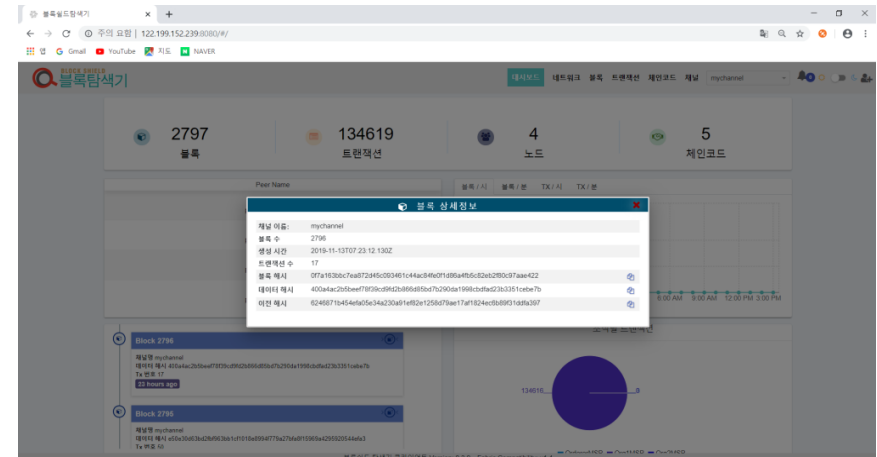 블록쉴드탐색기
주의 요함 | 122.199.152.239:8080/#/
앱 Gmail YouTube 지도 NAVER
BLOCK SHIELD
블록탐색기
대시보드 네트워크 블록 트랜잭션 체인코드 채널 mychannel
2797 134619 4 5
블록 트랜잭션 노드 체인코드
Peer Name
블록 / 시 블록 / 분 TX / 시 TX / 분
블록 상세정보
채널 이름: mychannel
블록 수 2796
생성 시간 2019-11-13T07:23:12.130Z
트랜잭션 수 17
블록 해시 0f7a163bbc7ea872d45c093461c44ac84fe0f1d86a4fb5c82eb2f80c97aae422
데이터 해시 400a4ac2b5beef78f39cd9fd2b866d85bd7b290da1998cbdfad23b3351cebe7b
이전 해시 6246871b454efa05e34a230a91ef82e1258d79ae17af1824ec6b89f31ddfa397
6:00 AM 9:00 AM 12:00 PM 3:00 PM
Block 2796
채널명 mychannel
Tx 번호 17
23 hours ago
134616 0
Block 2795
채널명 mychannel